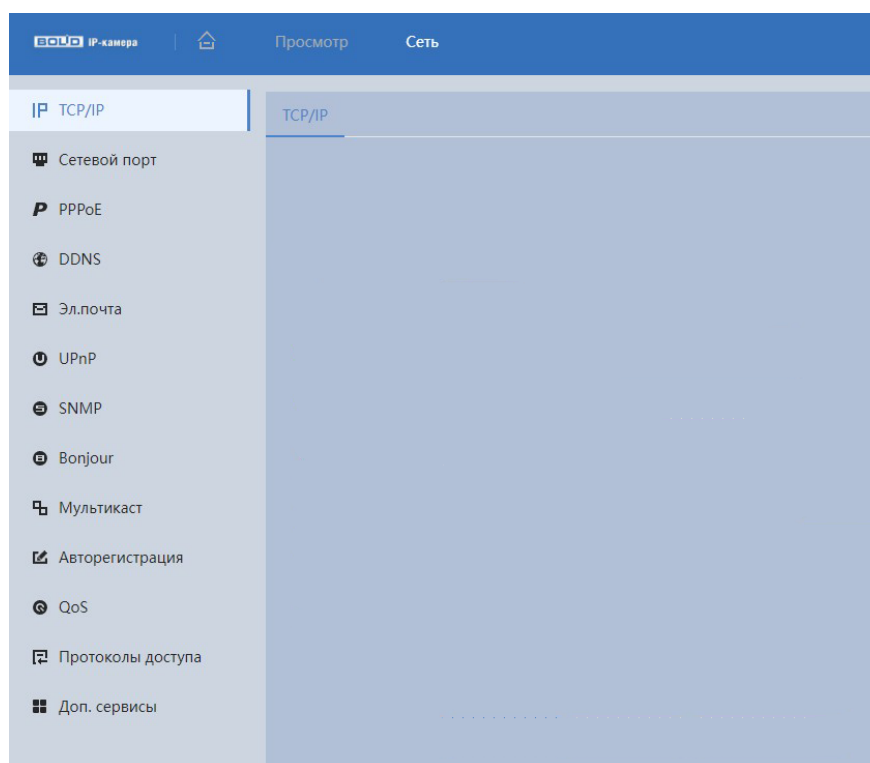 BOLID IP-камера
Просмотр
Сеть
TCP/IP
TCP/IP
Сетевой порт
PPPoE
DDNS
Эл.почта
UPnP
SNMP
Bonjour
Мультикаст
Авторегистрация
QoS
Протоколы доступа
Доп. сервисы